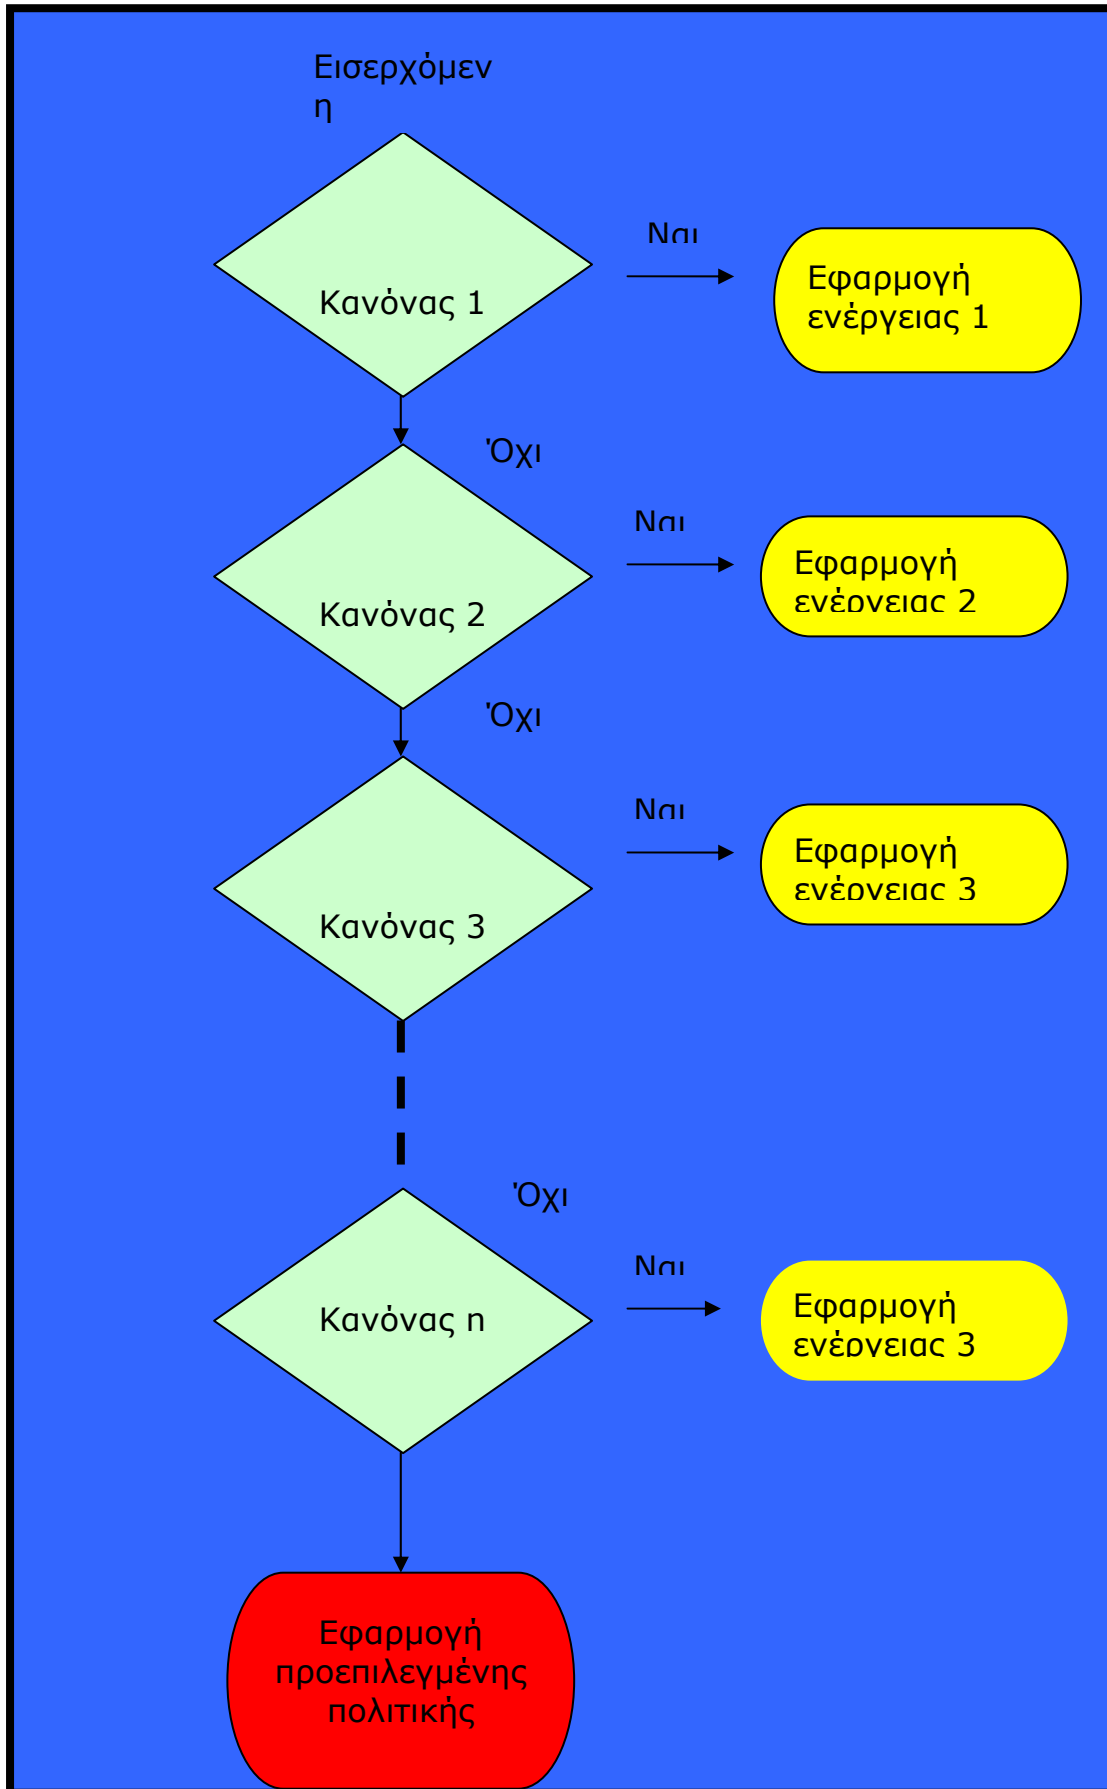 Εισερχόμεν
η
Ναι
Εφαρμογή
ενέργειας 1
Κανόνας 1
Όχι
Ναι
Εφαρμογή
ενέργειας 2
Κανόνας 2
Όχι
Ναι
Εφαρμογή
ενέργειας 3
Κανόνας 3
Όχι
Ναι
Εφαρμογή
ενέργειας 3
Κανόνας n
Εφαρμογή
προεπιλεγμένης
πολιτικής